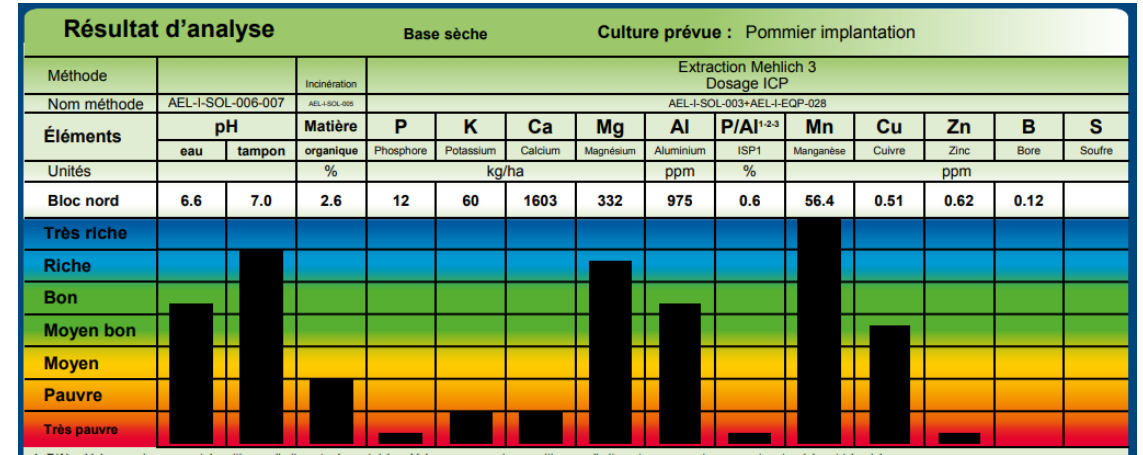 Résultat d'analyse Base sèche Culture prévue : Pommier implantation
Méthode Incinération Extraction Mehlich 3
Dosage ICP
Nom méthode AEL-I-SOL-006-007 AEL-I-SOL-005 AEL-I-SOL-003+AEL-I-EQP-028
Éléments pH Matière P K Ca Mg Al P/Al1-2-3 Mn Cu Zn B S
eau tampon organique Phosphore Potassium Calcium Magnésium Aluminium ISP1 Manganèse Cuivre Zinc Bore Soufre
Unités % kg/ha ppm % ppm
Bloc nord 6.6 7.0 2.6 12 60 1603 332 975 0.6 56.4 0.51 0.62 0.12
Très riche
Riche
Bon
Moyen bon
Moyen
Pauvre
Très pauvre